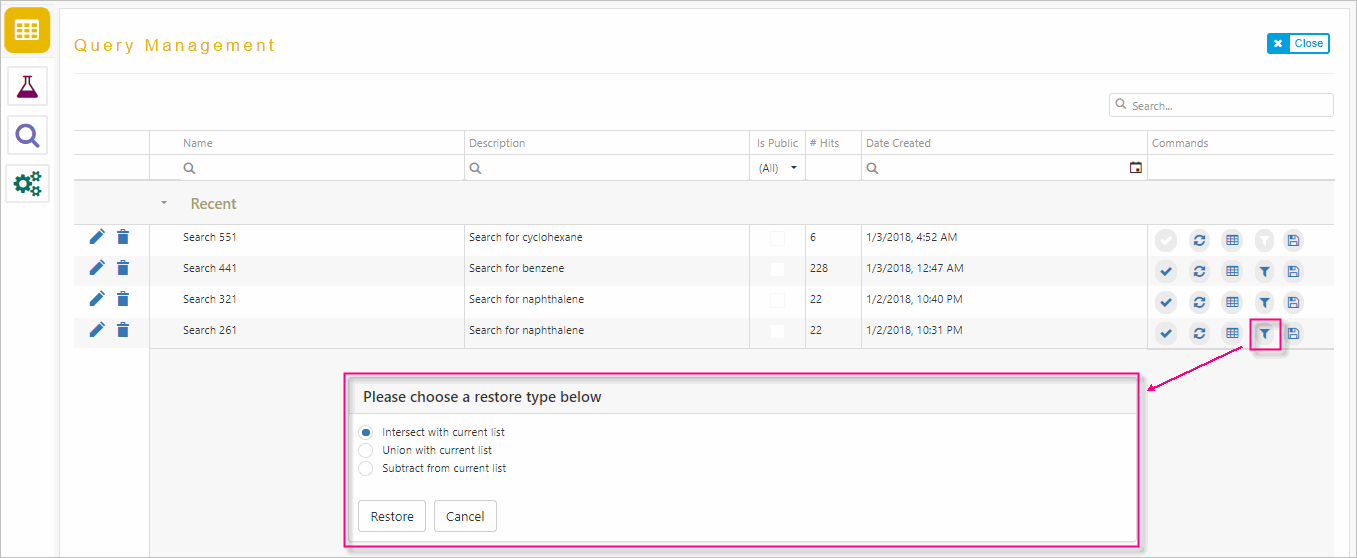 Query Management
Close
Search...
Name Description Is Public # Hits Date Created Commands
(All)
Recent
Search 551 Search for cyclohexane 6 1/3/2018, 4:52 AM
Search 441 Search for benzene 228 1/3/2018, 12:47 AM
Search 321 Search for naphthalene 22 1/2/2018, 10:40 PM
Search 261 Search for naphthalene 22 1/2/2018, 10:31 PM
Please choose a restore type below
Intersect with current list
Union with current list
Subtract from current list
Restore Cancel